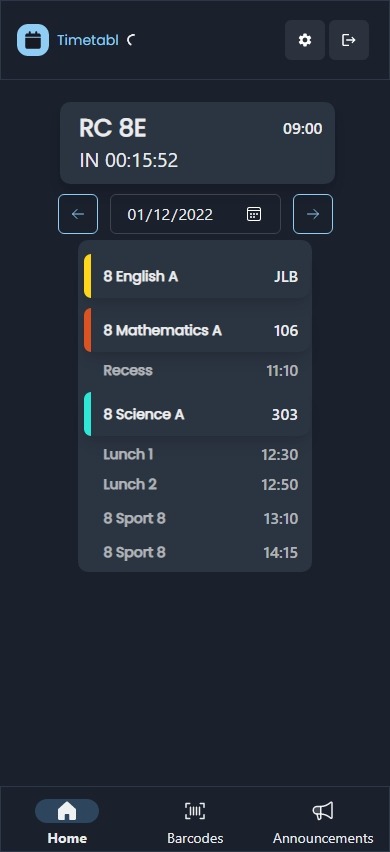 Timetabl
RC 8E 09:00
IN 00:15:52
01/12/2022
8 English A JLB
8 Mathematics A 106
Recess 11:10
8 Science A 303
Lunch 1 12:30
Lunch 2 12:50
8 Sport 8 13:10
8 Sport 8 14:15
Home Barcodes Announcements